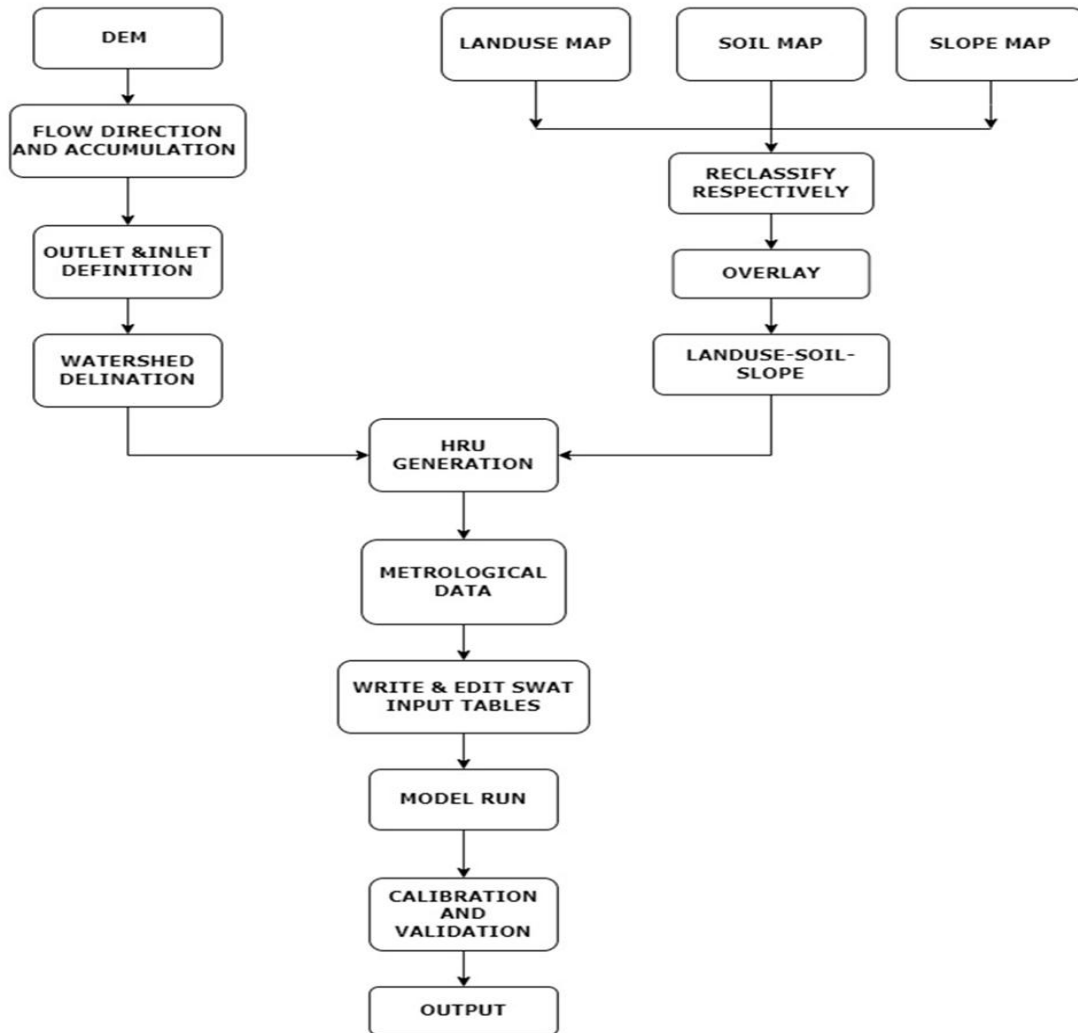 DEM
FLOW DIRECTION
AND ACCUMULATION
OUTLET &INLET
DEFINITION
WATERSHED
DELINATION
LANDUSE MAP
SOIL MAP
SLOPE MAP
RECLASSIFY
RESPECTIVELY
OVERLAY
LANDUSE-SOIL-
SLOPE
HRU
GENERATION
METROLOGICAL
DATA
WRITE & EDIT SWAT
INPUT TABLES
MODEL RUN
CALIBRATION
AND
VALIDATION
OUTPUT